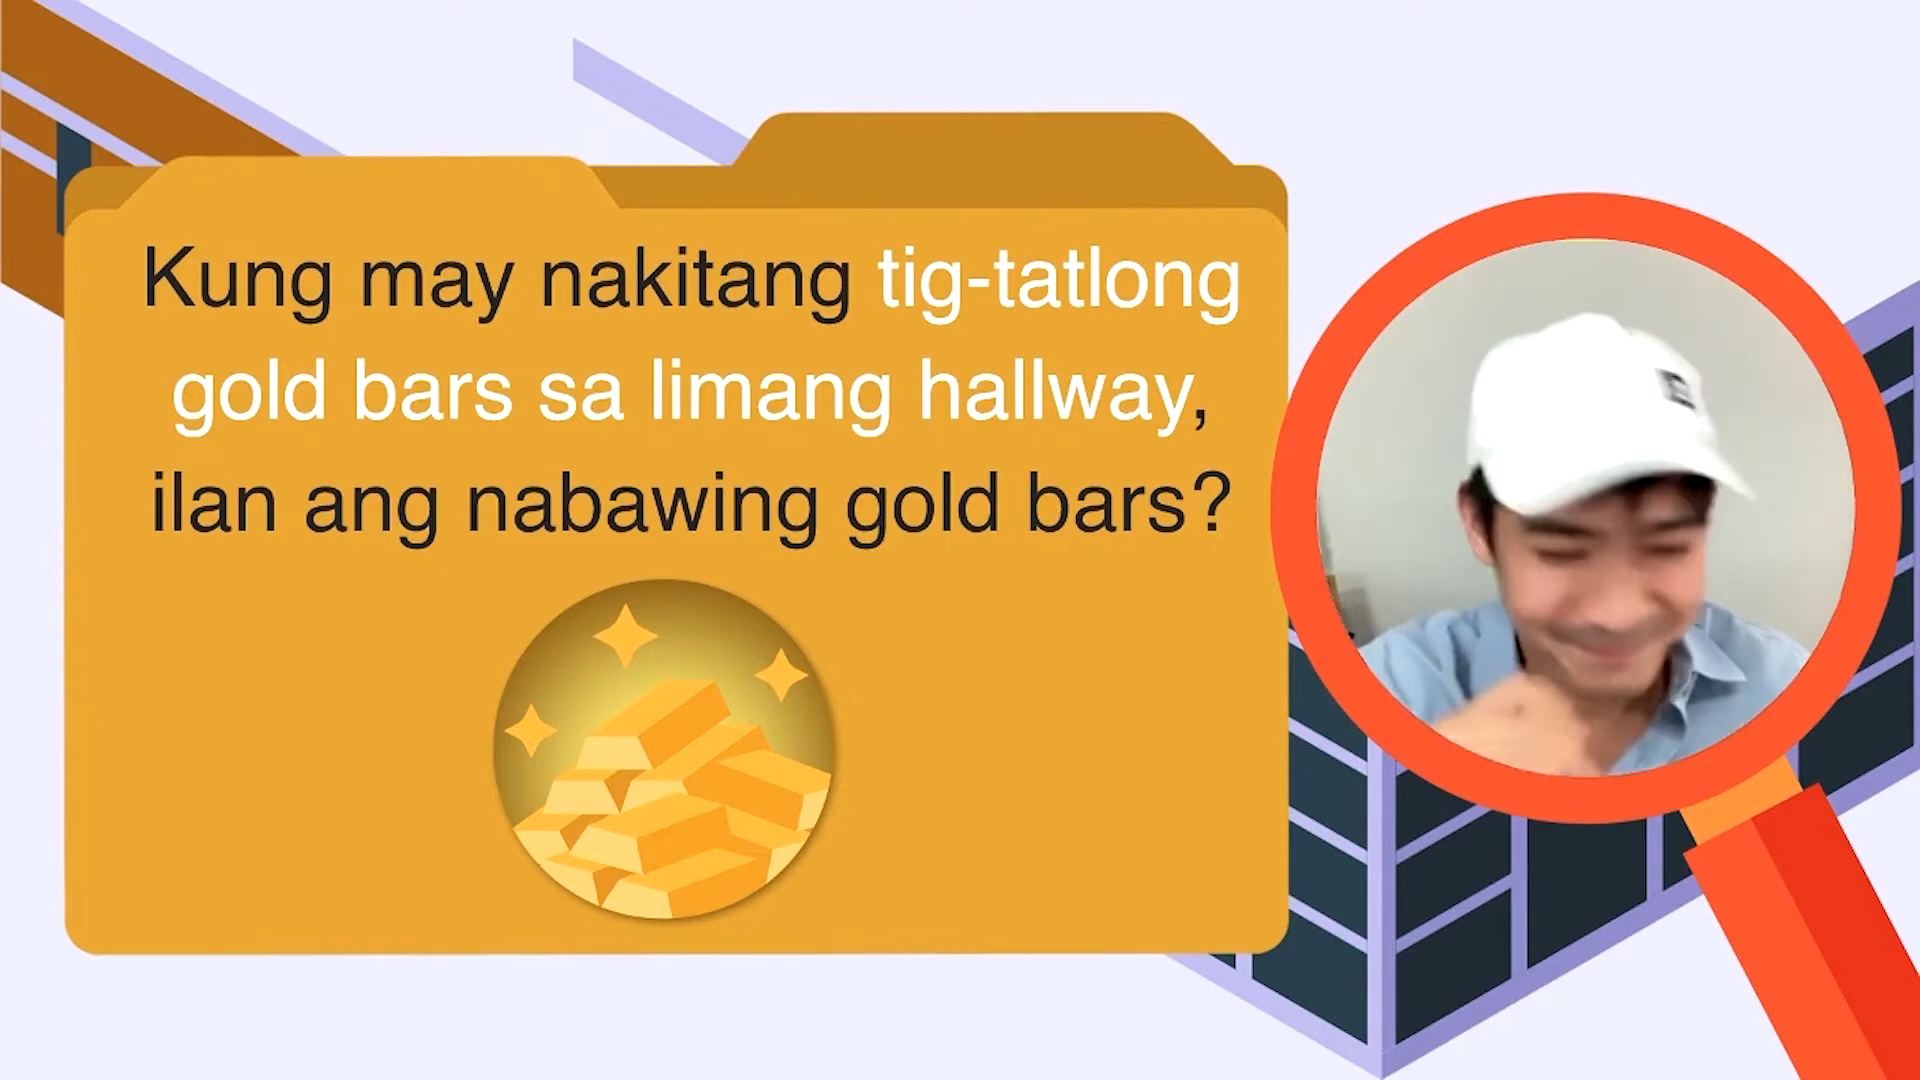 Kung may nakitang tig-tatlong
gold bars sa limang hallway,
ilan ang nabawing gold bars?